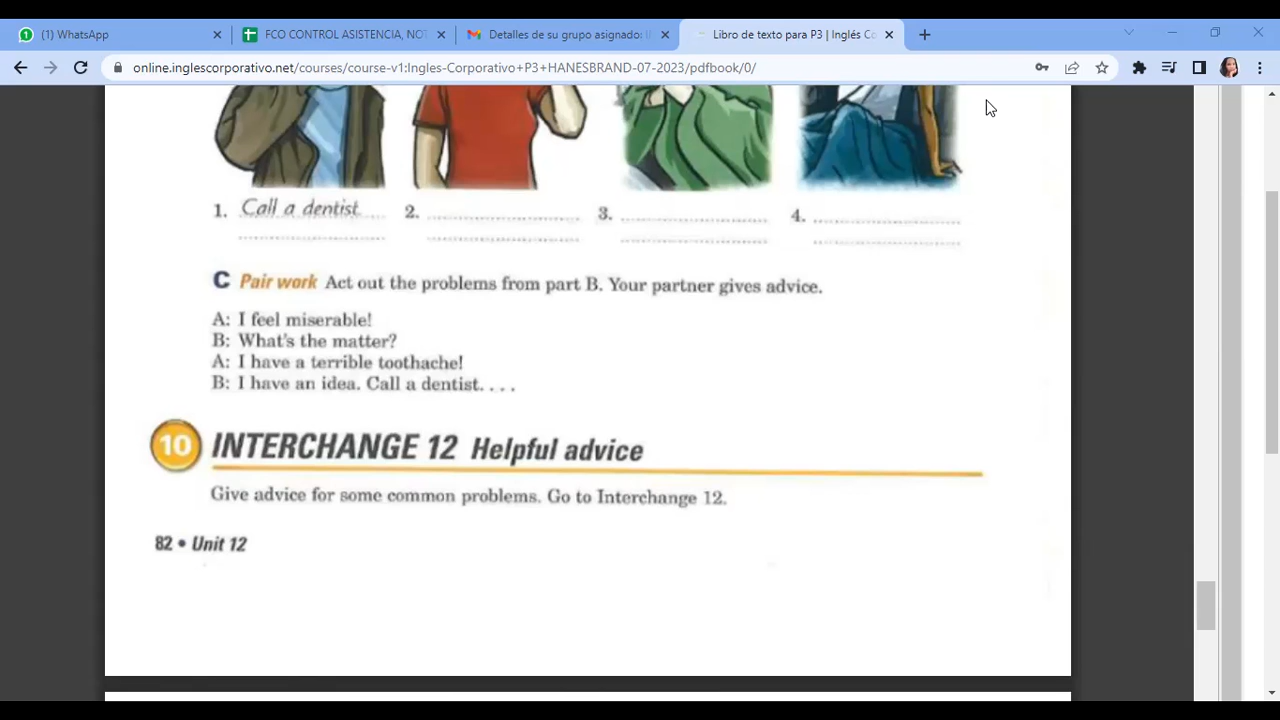 (1) WhatsApp
FCO CONTROL ASISTENCIA, NOT
Detalles de su grupo asignado: I
Libro de texto para P3 | Inglés Co
online.inglescorporativo.net/courses/course-v1:Ingles-Corporativo+P3+HANESBRAND-07-2023/pdfbook/0/
1. Call a dentist 2. 3. 4.
C Pair work Act out the problems from part B. Your partner gives advice.
A: I feel miserable!
B: What's the matter?
A: I have a terrible toothache!
B: I have an idea. Call a dentist. . . .
10 INTERCHANGE 12 Helpful advice
Give advice for some common problems. Go to Interchange 12.
82 • Unit 12